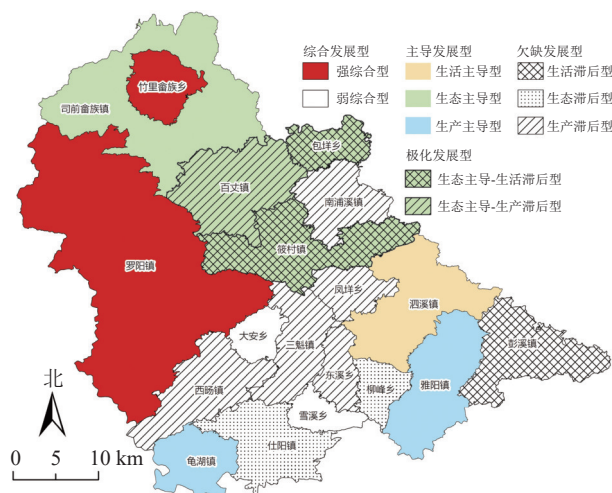 综合发展型 主导发展型 欠缺发展型
强综合型 生活主导型 生活滞后型
弱综合型 生态主导型 生态滞后型
生产主导型 生产滞后型
极化发展型
生态主导-生活滞后型
生态主导-生产滞后型
竹里畲族乡
司前畲族镇
包垟乡
百丈镇
南浦溪镇
筱村镇
罗阳镇
凤垟乡
泗溪镇
大安乡
三魁镇
彭溪镇
东溪乡
柳峰乡
雅阳镇
西旸镇
雪溪乡
仕阳镇
龟湖镇
北
0 5 10 km